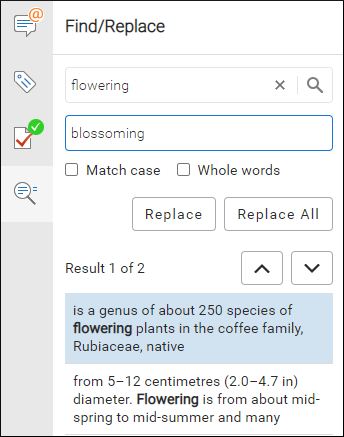 @
Find/Replace
flowering
blossoming
Match case Whole words
Replace Replace All
Result 1 of 2
is a genus of about 250 species of
flowering plants in the coffee family,
Rubiaceae, native
from 5–12 centimetres (2.0–4.7 in)
diameter. Flowering is from about mid-
spring to mid-summer and many